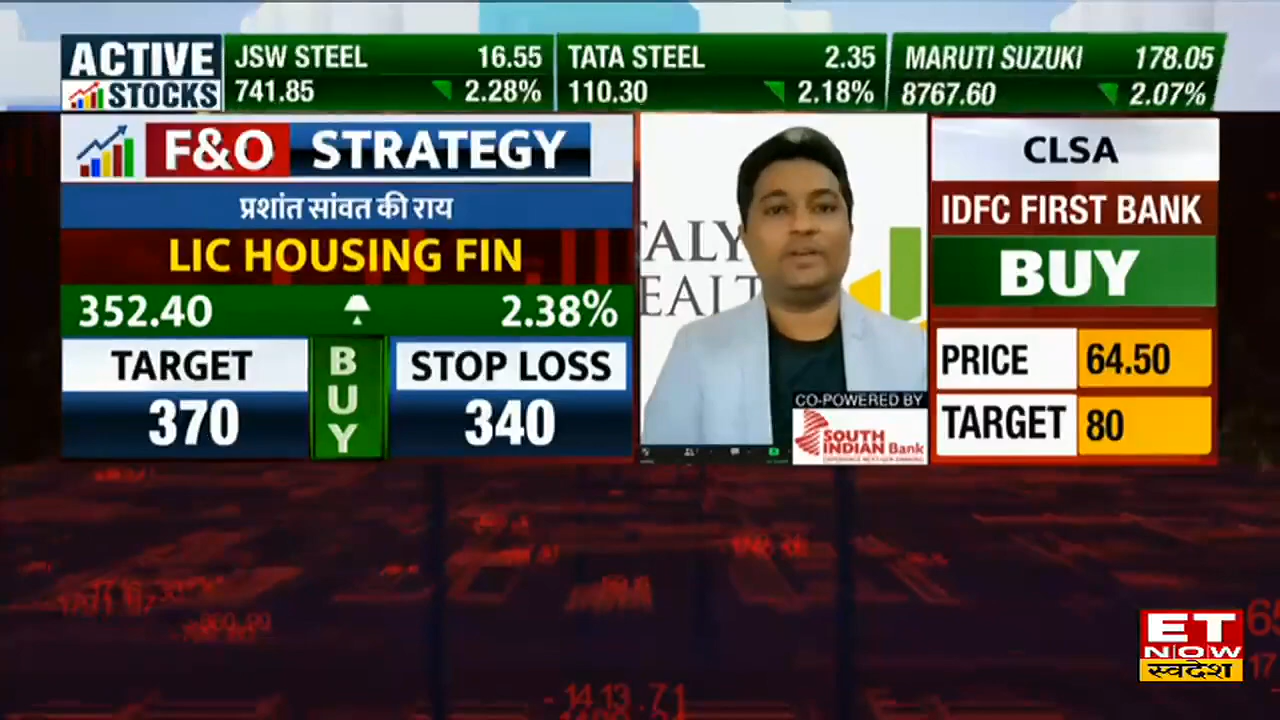 ACTIVE
STOCKS
JSW STEEL 16.55
741.85 2.28%
TATA STEEL 2.35
110.30 2.18%
MARUTI SUZUKI 178.05
8767.60 2.07%
F&O STRATEGY
प्रशांत सांवत की राय
LIC HOUSING FIN
352.40 2.38%
TARGET
370
BUY
STOP LOSS
340
CO-POWERED BY
SOUTH
INDIAN Bank
CLSA
IDFC FIRST BANK
BUY
PRICE 64.50
TARGET 80
ET
NOW
स्वदेश